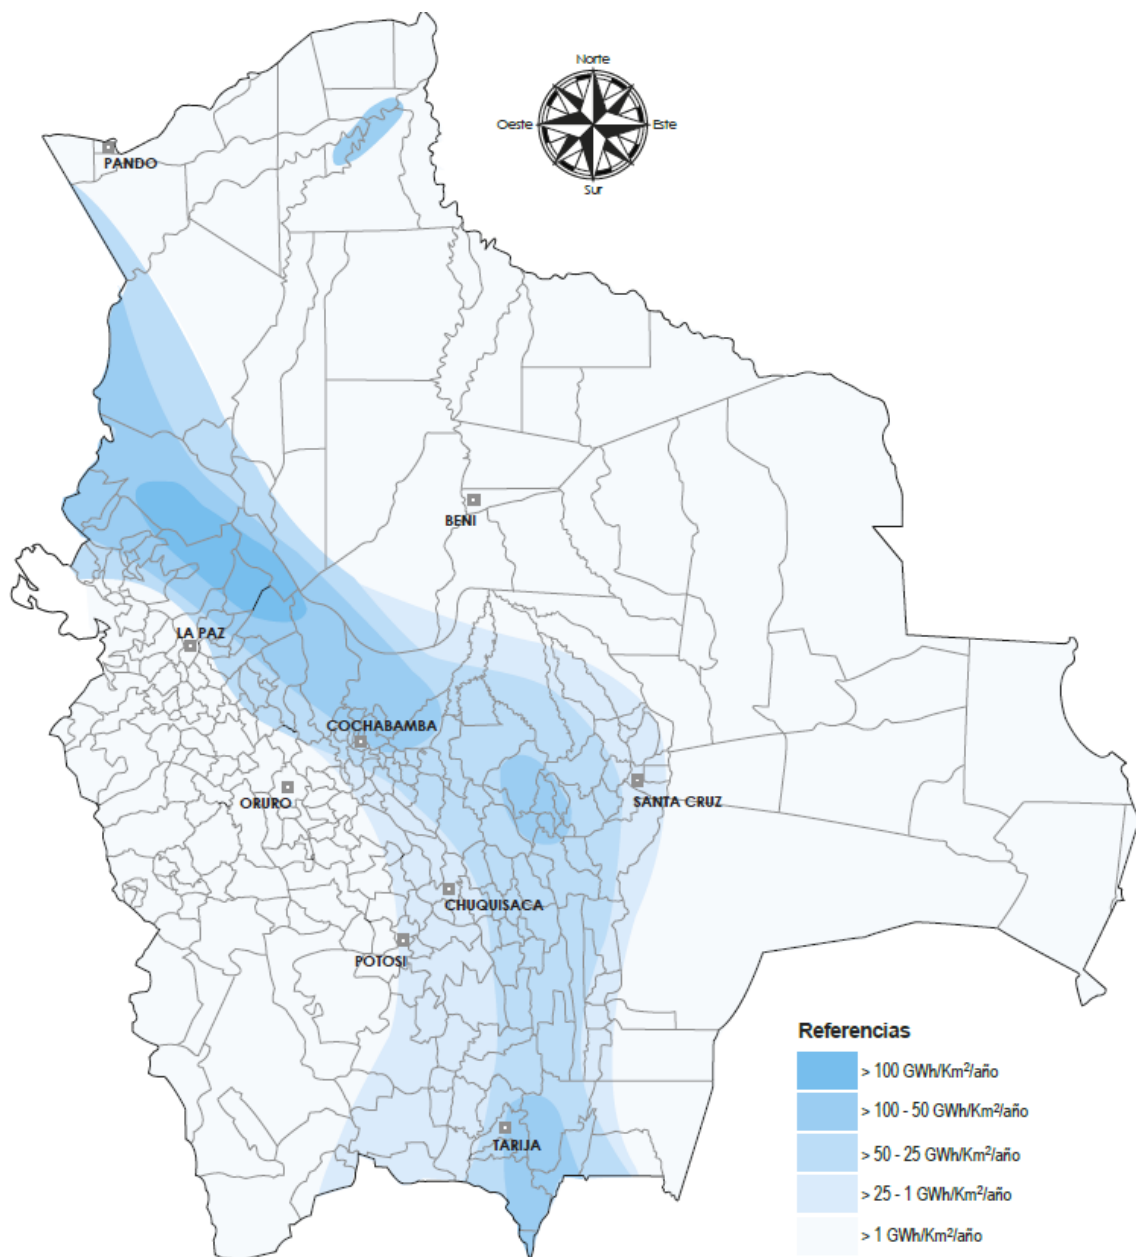 Norte
Oeste
Este
Sur
PANDO
BENI
LA PAZ
COCHABAMBA
ORURO
SANTA CRUZ
CHUQUISACA
POTOSI
TARIJA
Referencias
> 100 GWh/Km²/año
> 100 - 50 GWh/Km²/año
> 50 - 25 GWh/Km²/año
> 25 - 1 GWh/Km²/año
> 1 GWh/Km²/año